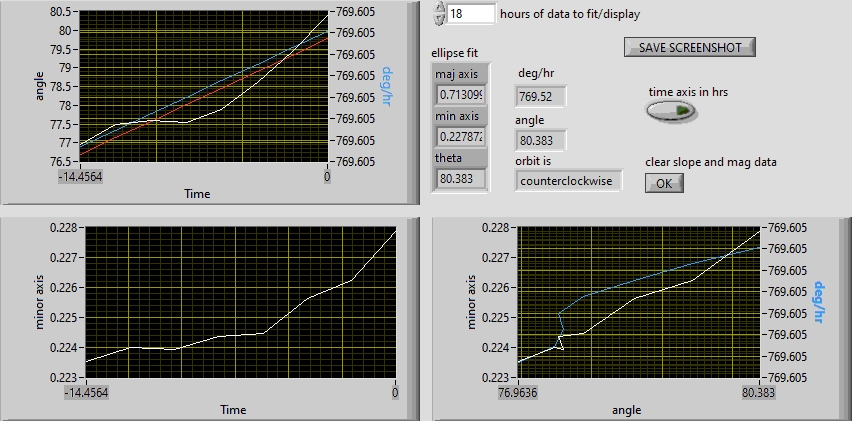 80.5
80
79.5
79
78.5
78
77.5
77
76.5
angle
769.605
769.605
769.605
769.605
769.605
769.605
769.605
769.605
deg/hr
-14.4564
0
Time
18 hours of data to fit/display
SAVE SCREENSHOT
ellipse fit
maj axis
0.71309
min axis
0.227872
theta
80.383
deg/hr
769.52
angle
80.383
orbit is
counterclockwise
time axis in hrs
clear slope and mag data
OK
0.228
0.227
0.226
0.225
0.224
0.223
minor axis
-14.4564
0
Time
0.228
0.227
0.226
0.225
0.224
0.223
minor axis
769.605
769.605
769.605
769.605
769.605
769.605
769.605
769.605
deg/hr
76.9636
80.383
angle